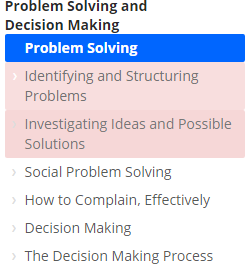 Problem Solving and
Decision Making
Problem Solving
› Identifying and Structuring
Problems
› Investigating Ideas and Possible
Solutions
› Social Problem Solving
› How to Complain, Effectively
› Decision Making
› The Decision Making Process